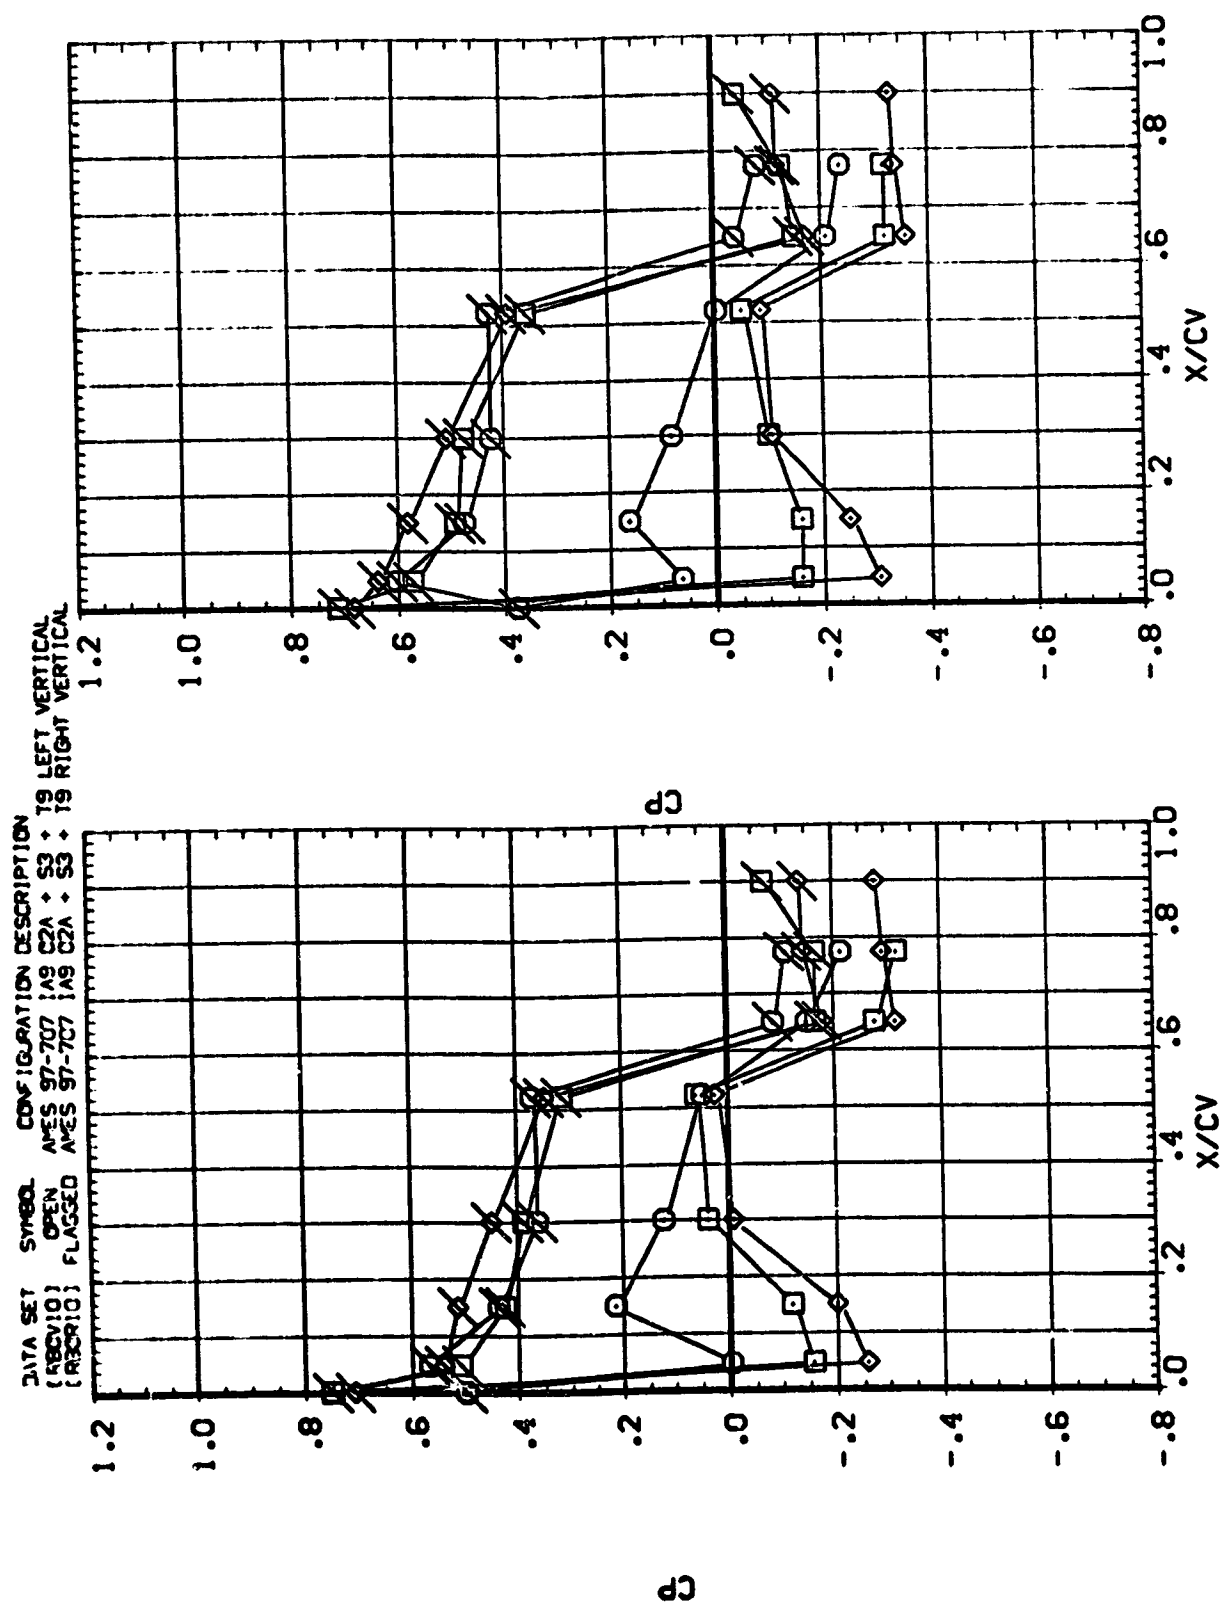 DATA SET SYMBOL CONFIGURATION DESCRIPTION
[RBCV10] OPEN AMES 97-707 IA9 C2A + S3 + T9 LEFT VERTICAL
[RBCR10] FLAGGED AMES 97-707 IA9 C2A + S3 + T9 RIGHT VERTICAL
1.2
1.0
.8
.6
.4
.2
.0
-.2
-.4
-.6
-.8
CP
.0 .2 .4 .6 .8 1.0
X/CV
1.2
1.0
.8
.6
.4
.2
.0
-.2
-.4
-.6
-.8
CP
.0 .2 .4 .6 .8 1.0
X/CV